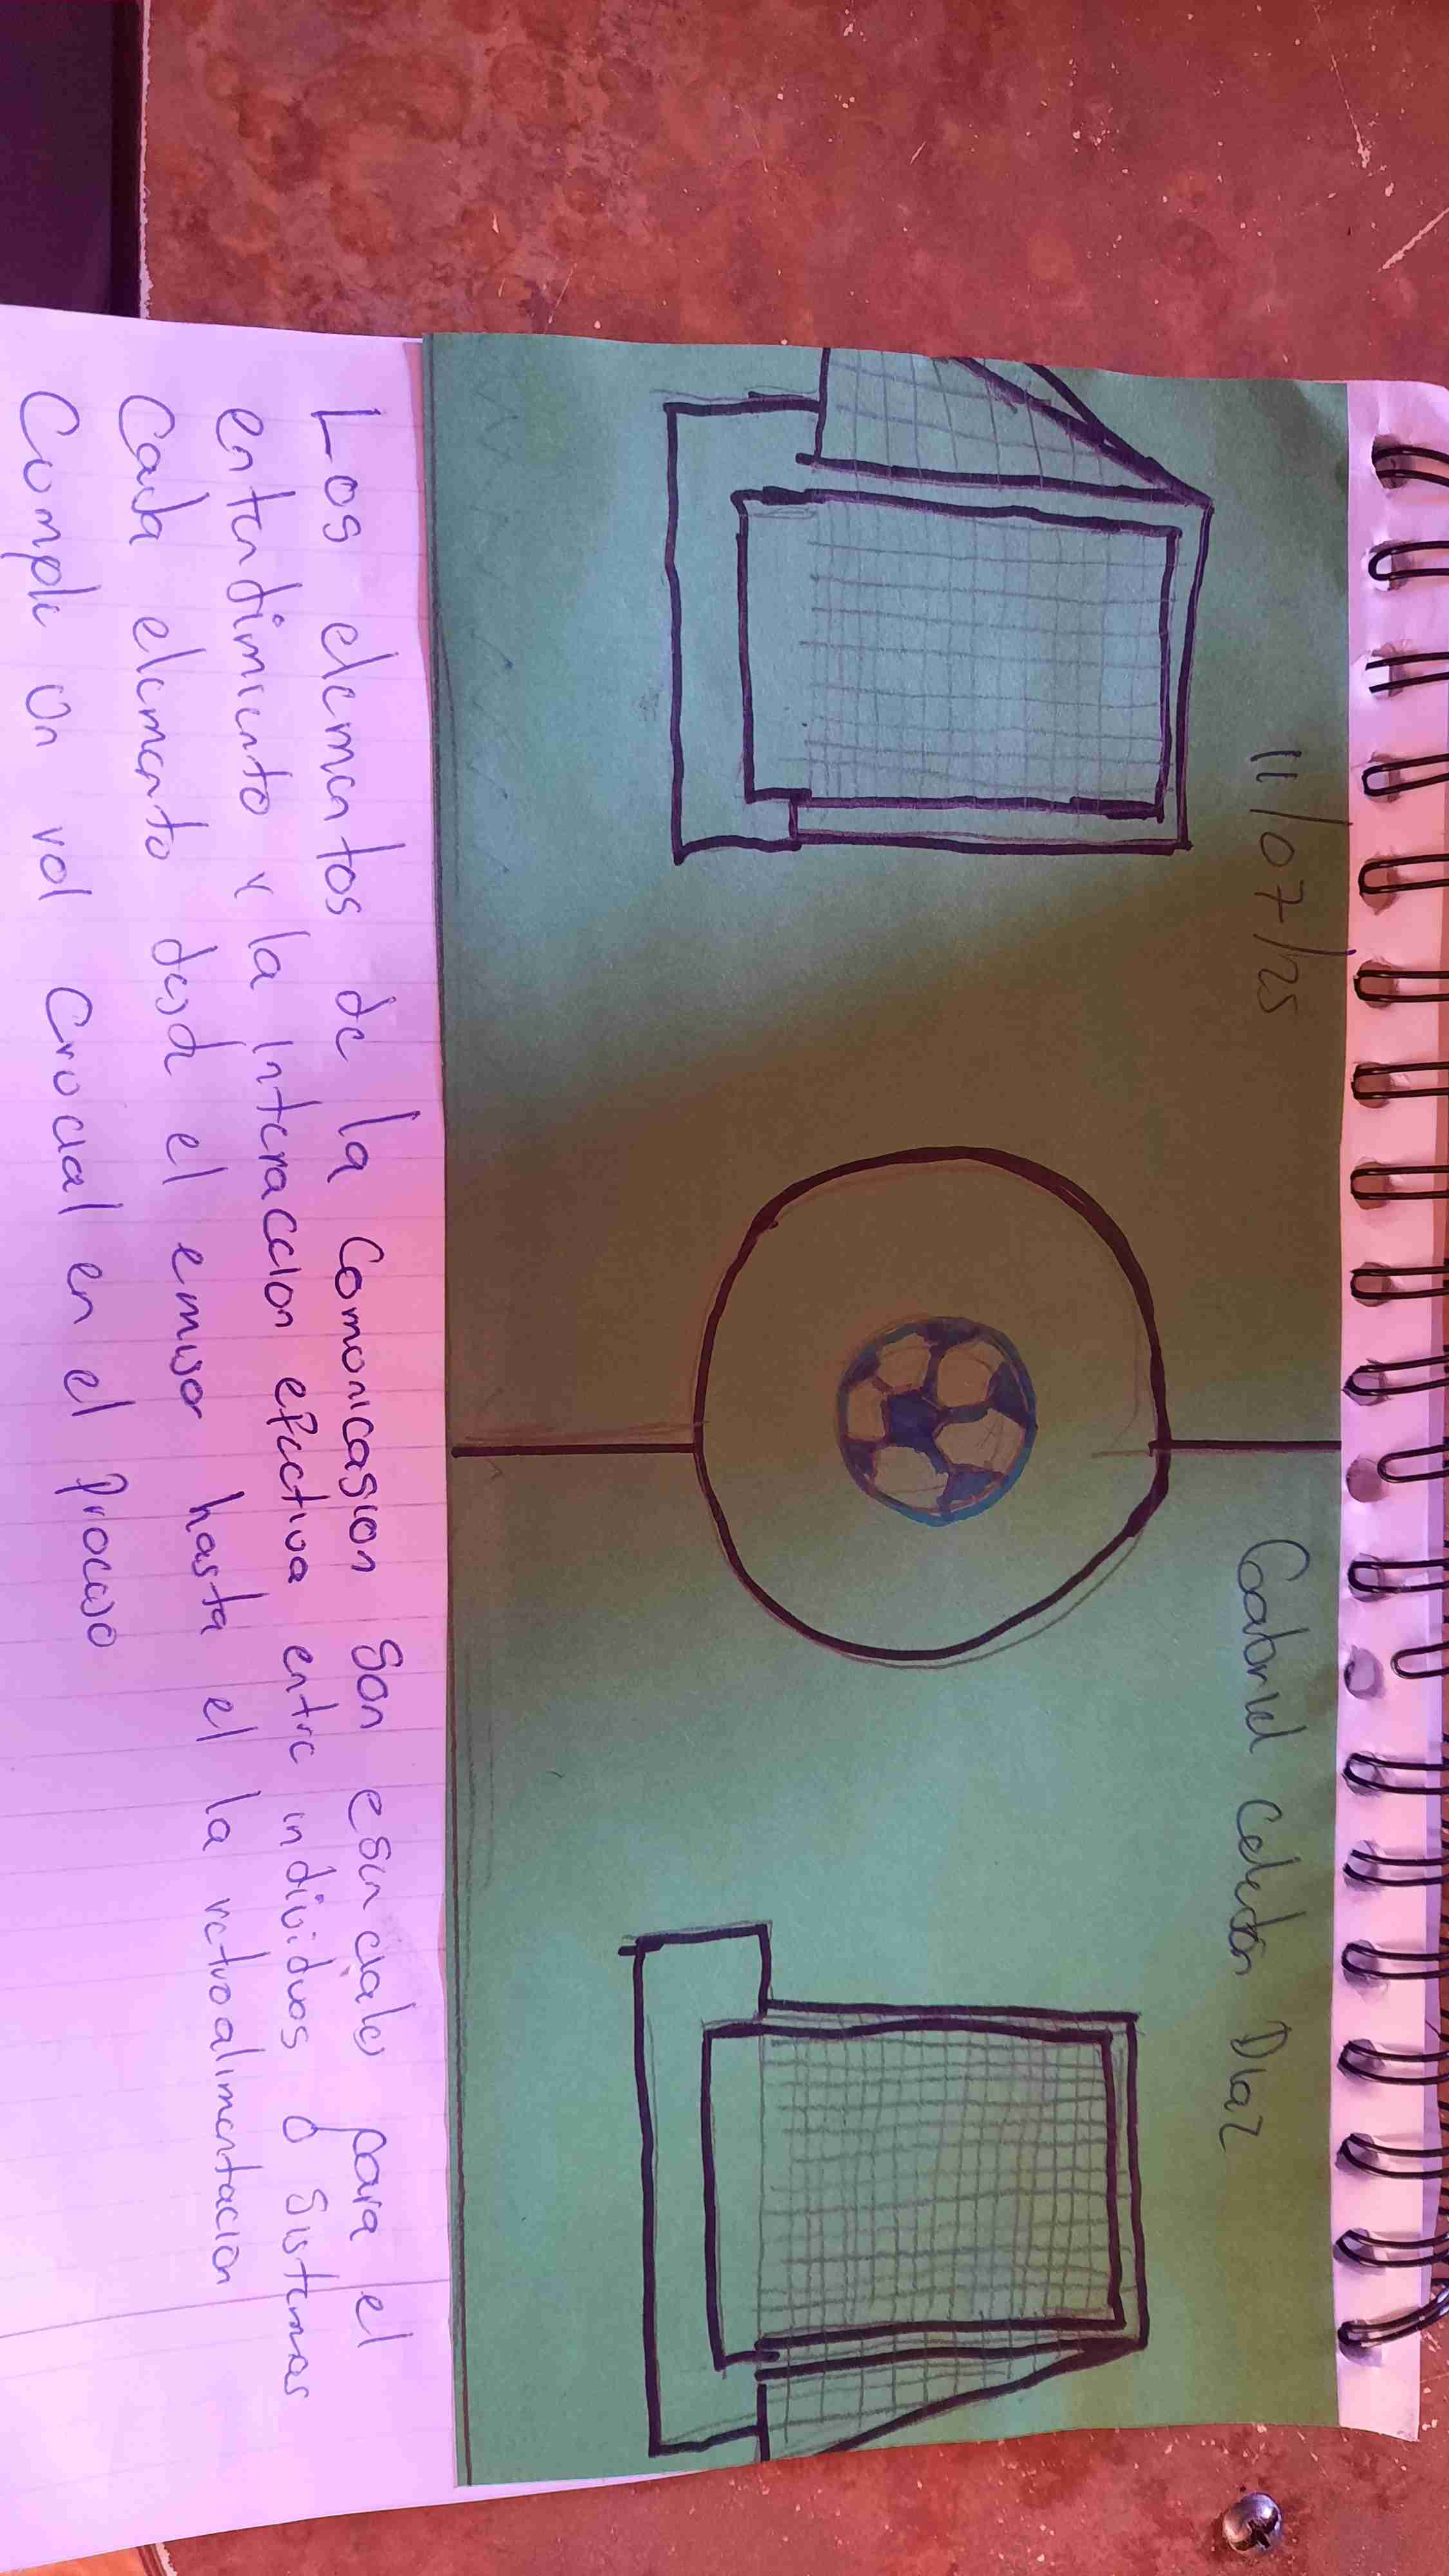 11/07/25
Gabriel Celedon Diaz
Los elementos de la comonicasion son esenciales para el
entendimiento y la interaccion efectiva entre individuos o sistemas
Cada elemento desde el emisor hasta el la retroalimentacion
Cumple un rol Crucial en el proceso